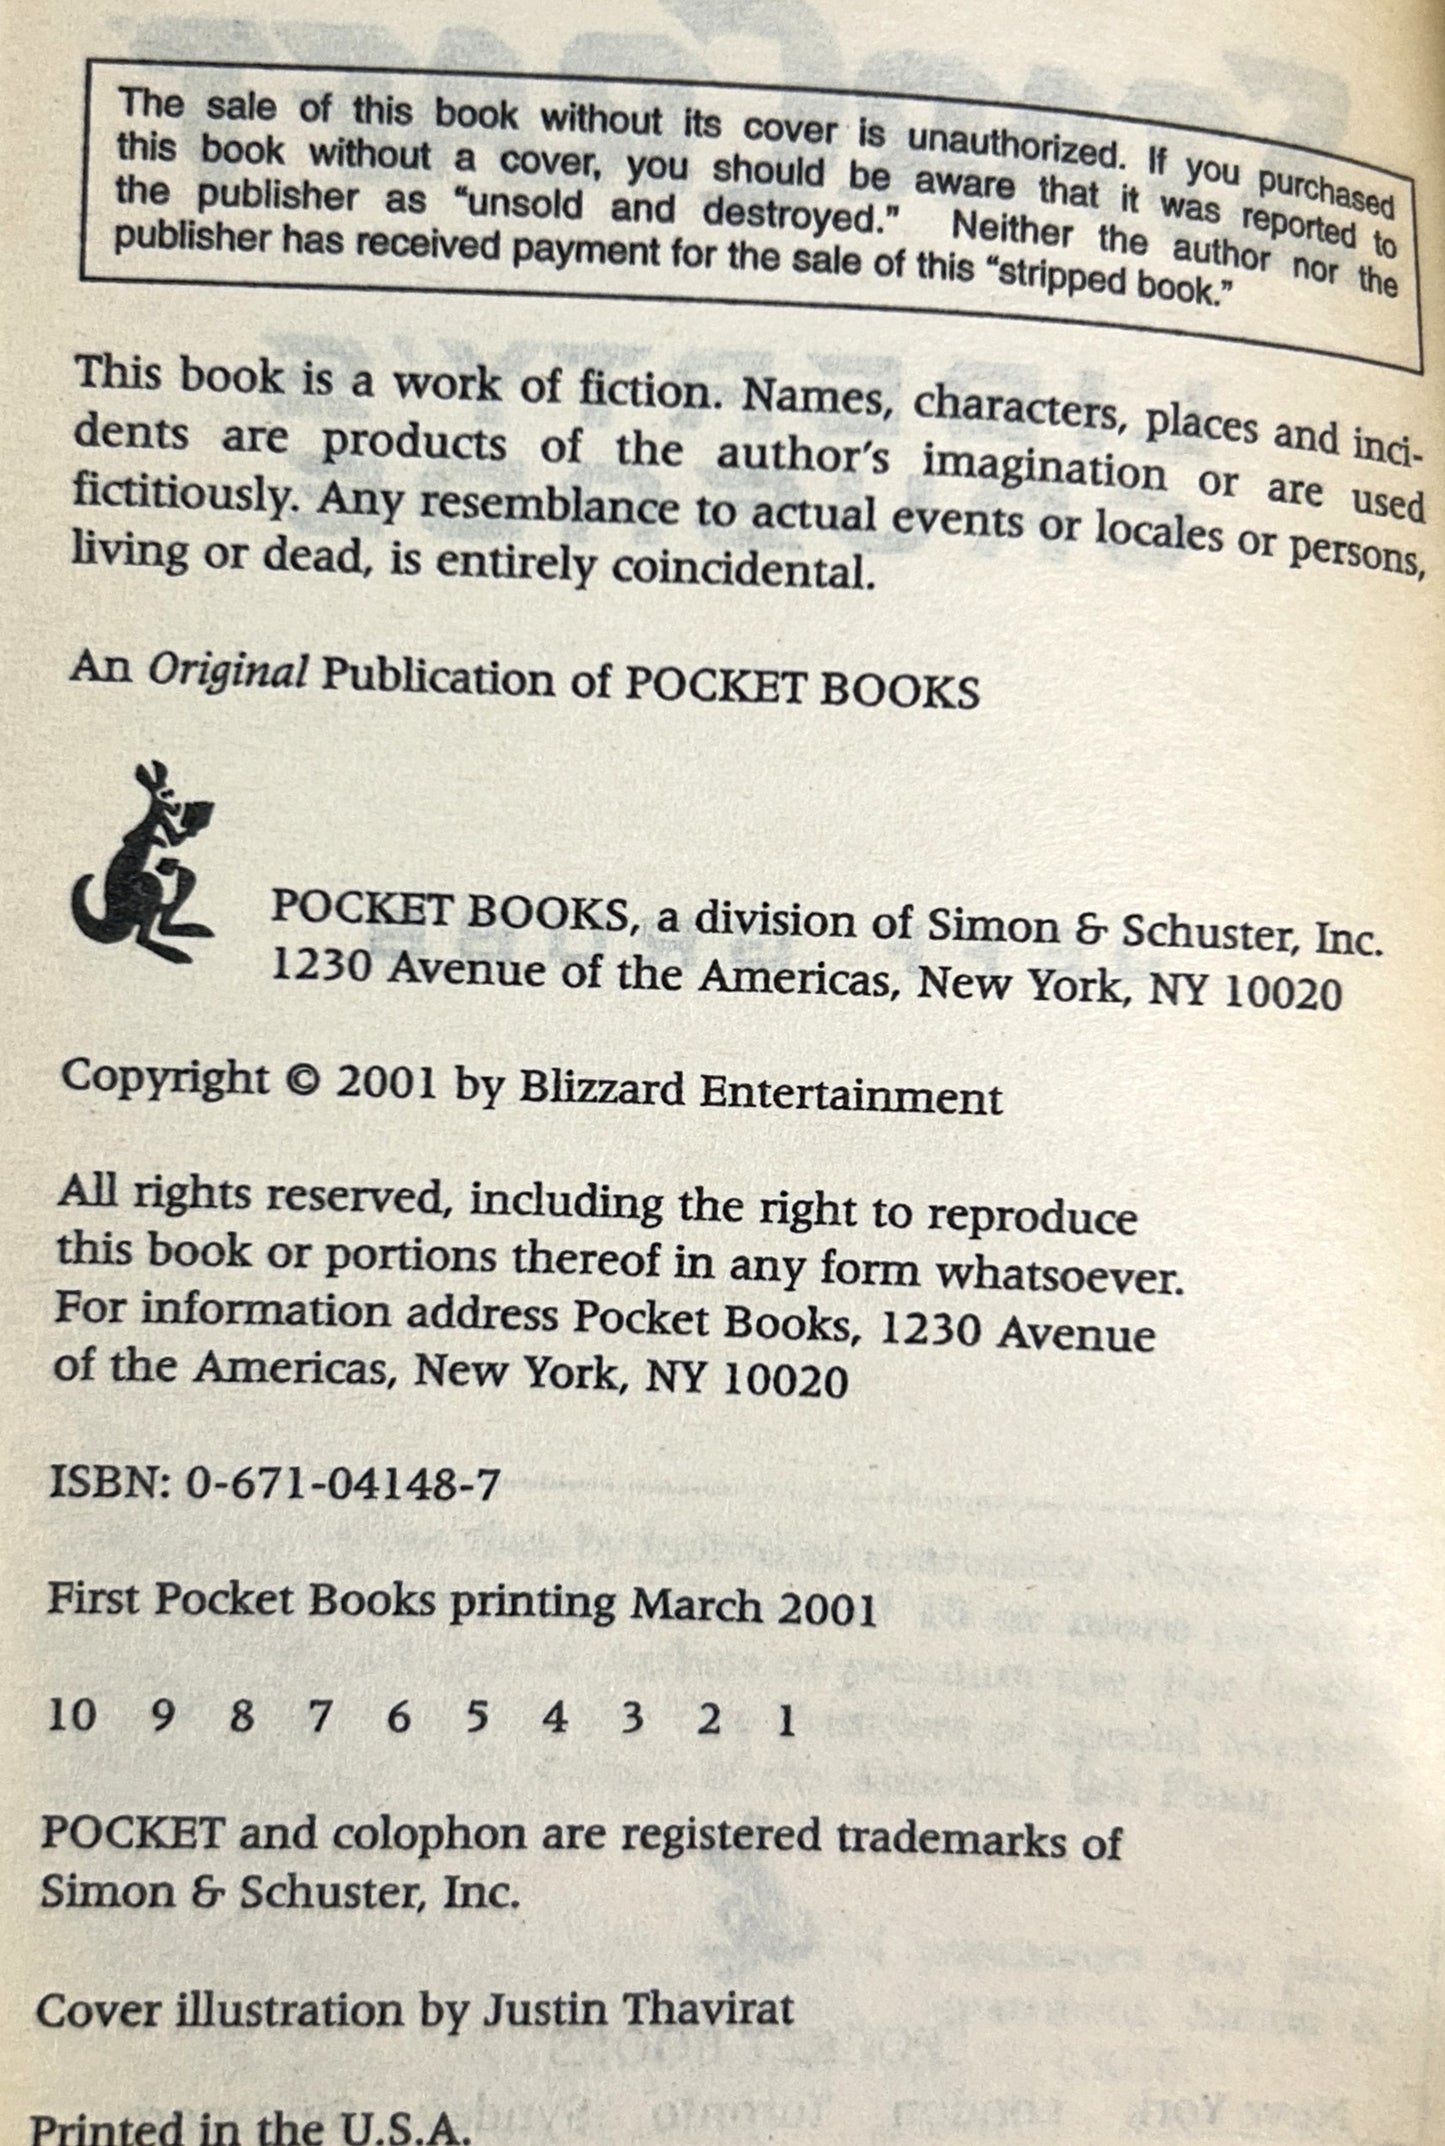 The sale of this book without its cover is unauthorized. If you purchased
this book without a cover, you should be aware that it was reported to
the publisher as “unsold and destroyed.” Neither the author nor the
publisher has received payment for the sale of this “stripped book.”
This book is a work of fiction. Names, characters, places and inci-
dents are products of the author's imagination or are used
fictitiously. Any resemblance to actual events or locales or persons,
living or dead, is entirely coincidental.
An Original Publication of POCKET BOOKS
POCKET BOOKS, a division of Simon & Schuster, Inc.
1230 Avenue of the Americas, New York, NY 10020
Copyright © 2001 by Blizzard Entertainment
All rights reserved, including the right to reproduce
this book or portions thereof in any form whatsoever.
For information address Pocket Books, 1230 Avenue
of the Americas, New York, NY 10020
ISBN: 0-671-04148-7
First Pocket Books printing March 2001
10 9 8 7 6 5 4 3 2 1
POCKET and colophon are registered trademarks of
Simon & Schuster, Inc.
Cover illustration by Justin Thavirat
Printed in the U.S.A.